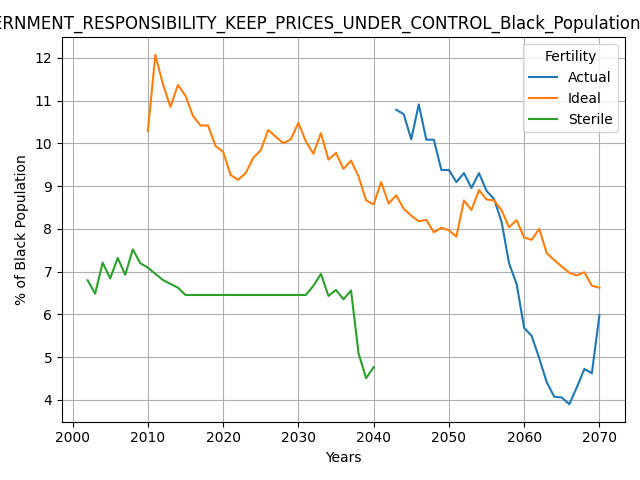 ERNMENT_RESPONSIBILITY_KEEP_PRICES_UNDER_CONTROL_Black_Population
Fertility
Actual
Ideal
Sterile
% of Black Population
12
11
10
9
8
7
6
5
4
2000 2010 2020 2030 2040 2050 2060 2070
Years